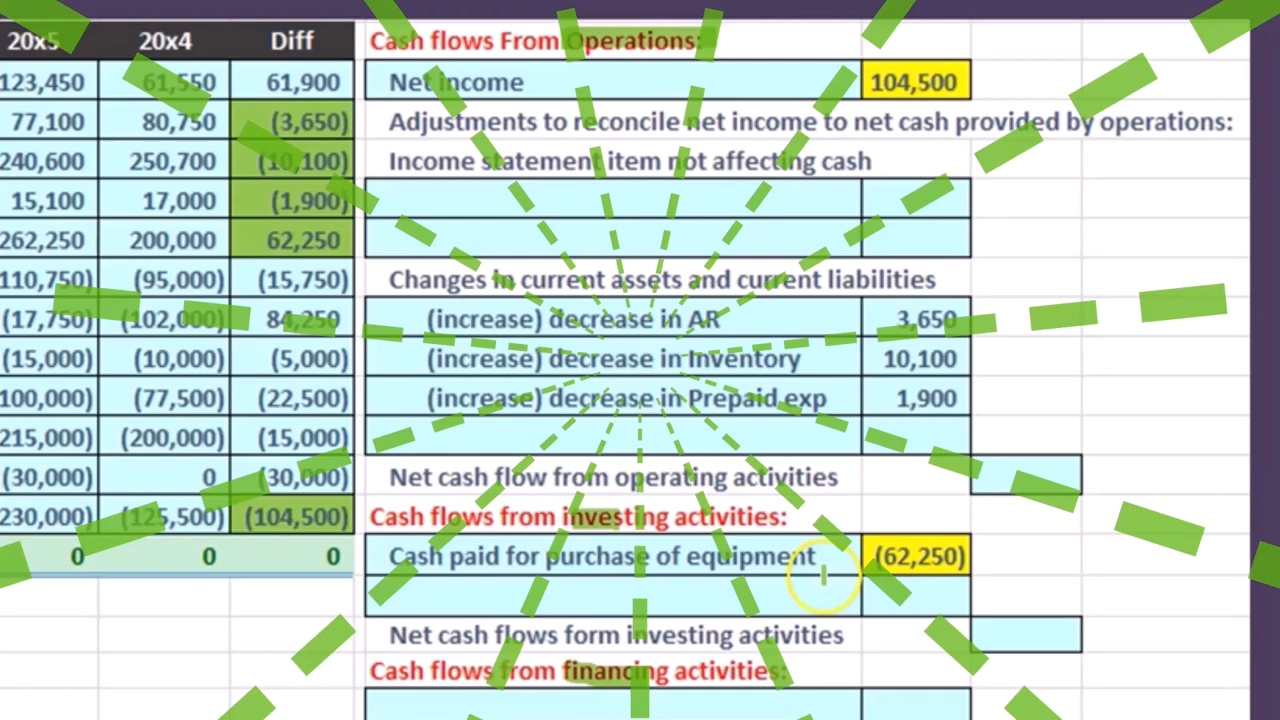 20x5 20x4 Diff Cash flows From Operations:
123,450 61,550 61,900 Net income 104,500
77,100 80,750 (3,650) Adjustments to reconcile net income to net cash provided by operations:
240,600 250,700 (10,100) Income statement item not affecting cash
15,100 17,000 (1,900)
262,250 200,000 62,250
110,750) (95,000) (15,750) Changes in current assets and current liabilities
(17,750) (102,000) 84,250 (increase) decrease in AR 3,650
(15,000) (10,000) (5,000) (increase) decrease in Inventory 10,100
100,000) (77,500) (22,500) (increase) decrease in Prepaid exp 1,900
215,000) (200,000) (15,000)
(30,000) 0 (30,000) Net cash flow from operating activities
230,000) (125,500) (104,500) Cash flows from investing activities:
0 0 0 Cash paid for purchase of equipment (62,250)
Net cash flows form investing activities
Cash flows from financing activities: